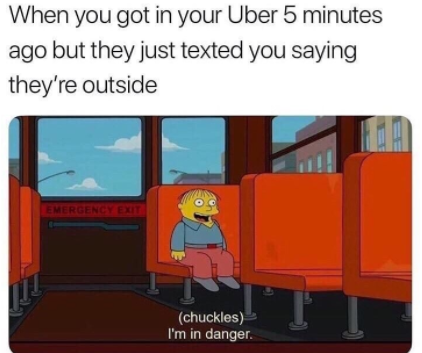 When you got in your Uber 5 minutes
ago but they just texted you saying
they're outside
EMERGENCY EXIT
(chuckles)
I'm in danger.